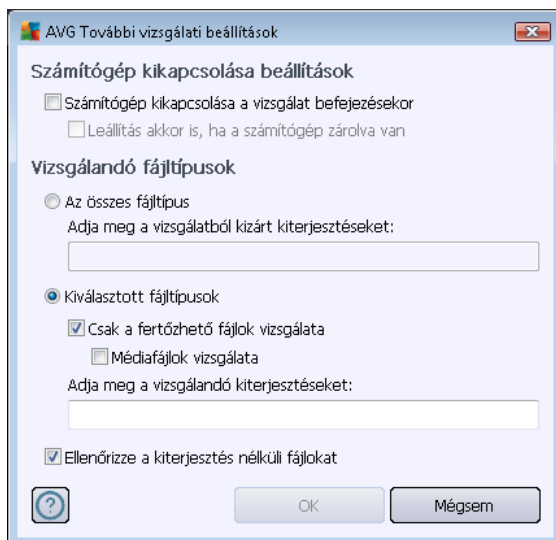 AVG További vizsgálati beállítások
Számítógép kikapcsolása beállítások
Számítógép kikapcsolása a vizsgálat befejezésekor
Leállítás akkor is, ha a számítógép zárolva van
Vizsgálandó fájltípusok
Az összes fájltípus
Adja meg a vizsgálatból kizárt kiterjesztéseket:
Kiválasztott fájltípusok
Csak a fertőzhető fájlok vizsgálata
Médiafájlok vizsgálata
Adja meg a vizsgálandó kiterjesztéseket:
Ellenőrizze a kiterjesztés nélküli fájlokat
? OK Mégsem